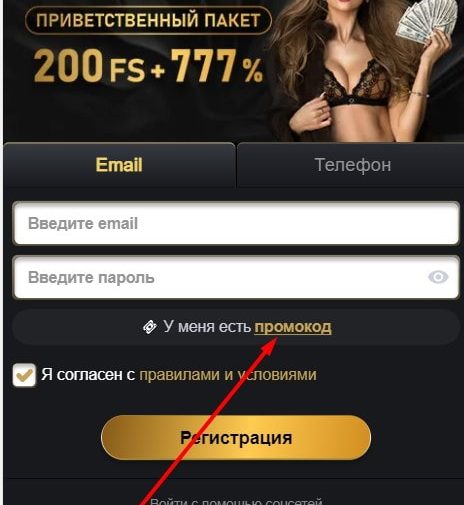 ПРИВЕТСТВЕННЫЙ ПАКЕТ
200 FS + 777 %
Email
Телефон
Введите email
Введите пароль
У меня есть промокод
Я согласен с правилами и условиями
Регистрация
Войти с помощью соцсетей